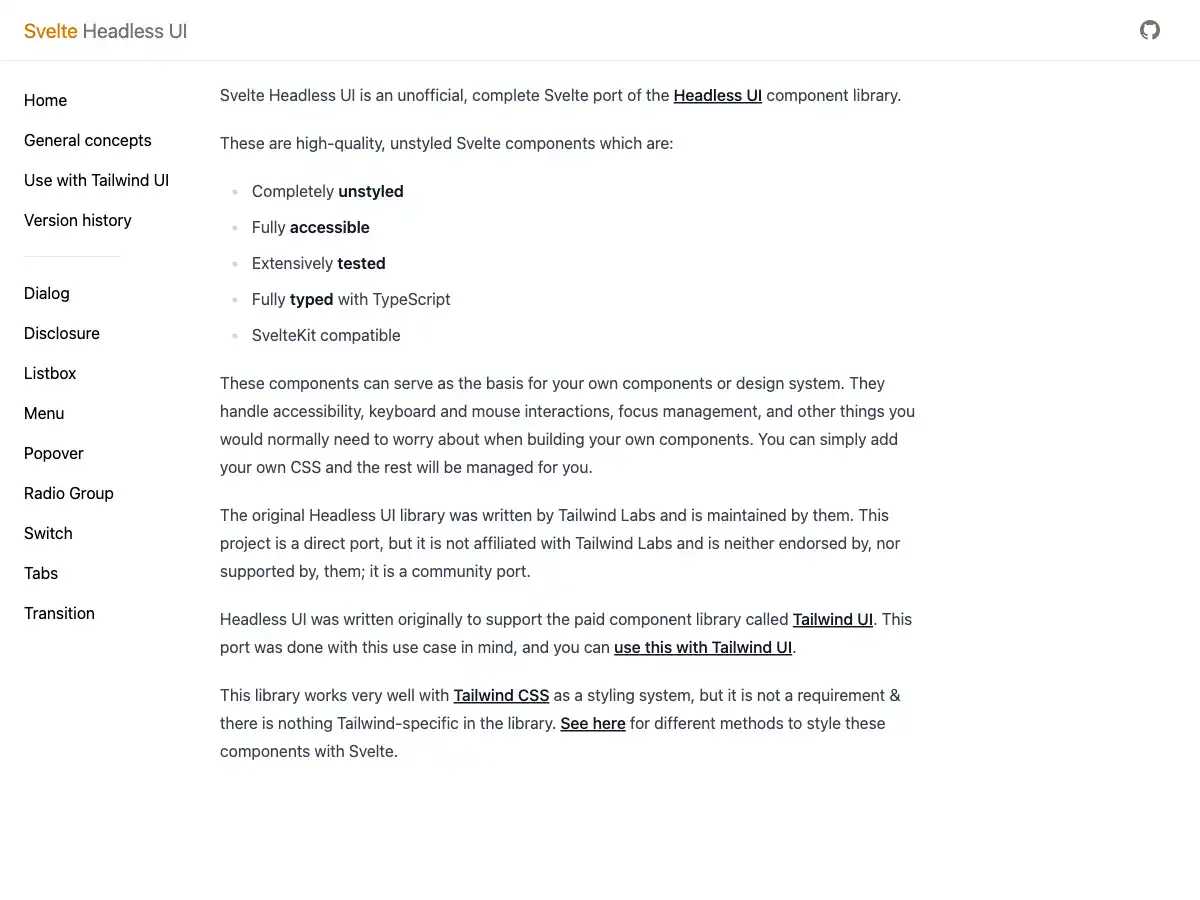 Svelte Headless UI
Home
General concepts
Use with Tailwind UI
Version history
Dialog
Disclosure
Listbox
Menu
Popover
Radio Group
Switch
Tabs
Transition
Svelte Headless UI is an unofficial, complete Svelte port of the Headless UI component library.
These are high-quality, unstyled Svelte components which are:
Completely unstyled
Fully accessible
Extensively tested
Fully typed with TypeScript
SvelteKit compatible
These components can serve as the basis for your own components or design system. They
handle accessibility, keyboard and mouse interactions, focus management, and other things you
would normally need to worry about when building your own components. You can simply add
your own CSS and the rest will be managed for you.
The original Headless UI library was written by Tailwind Labs and is maintained by them. This
project is a direct port, but it is not affiliated with Tailwind Labs and is neither endorsed by, nor
supported by, them; it is a community port.
Headless UI was written originally to support the paid component library called Tailwind UI. This
port was done with this use case in mind, and you can use this with Tailwind UI.
This library works very well with Tailwind CSS as a styling system, but it is not a requirement &
there is nothing Tailwind-specific in the library. See here for different methods to style these
components with Svelte.